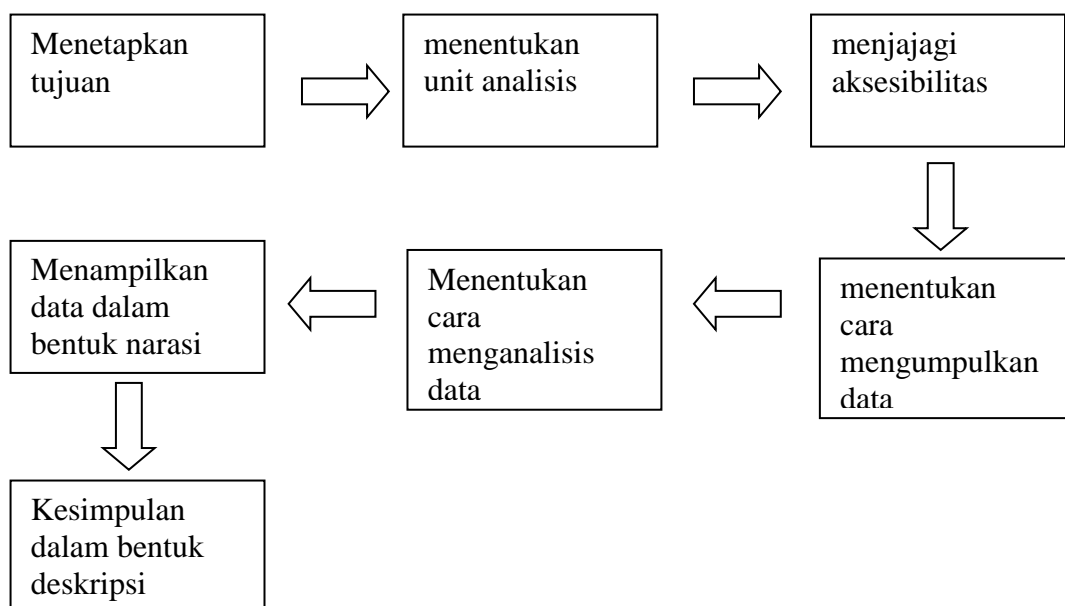 Menetapkan
tujuan
menentukan
unit analisis
menjajagi
aksesibilitas
menentukan
cara
mengumpulkan
data
Menentukan
cara
menganalisis
data
Menampilkan
data dalam
bentuk narasi
Kesimpulan
dalam bentuk
deskripsi